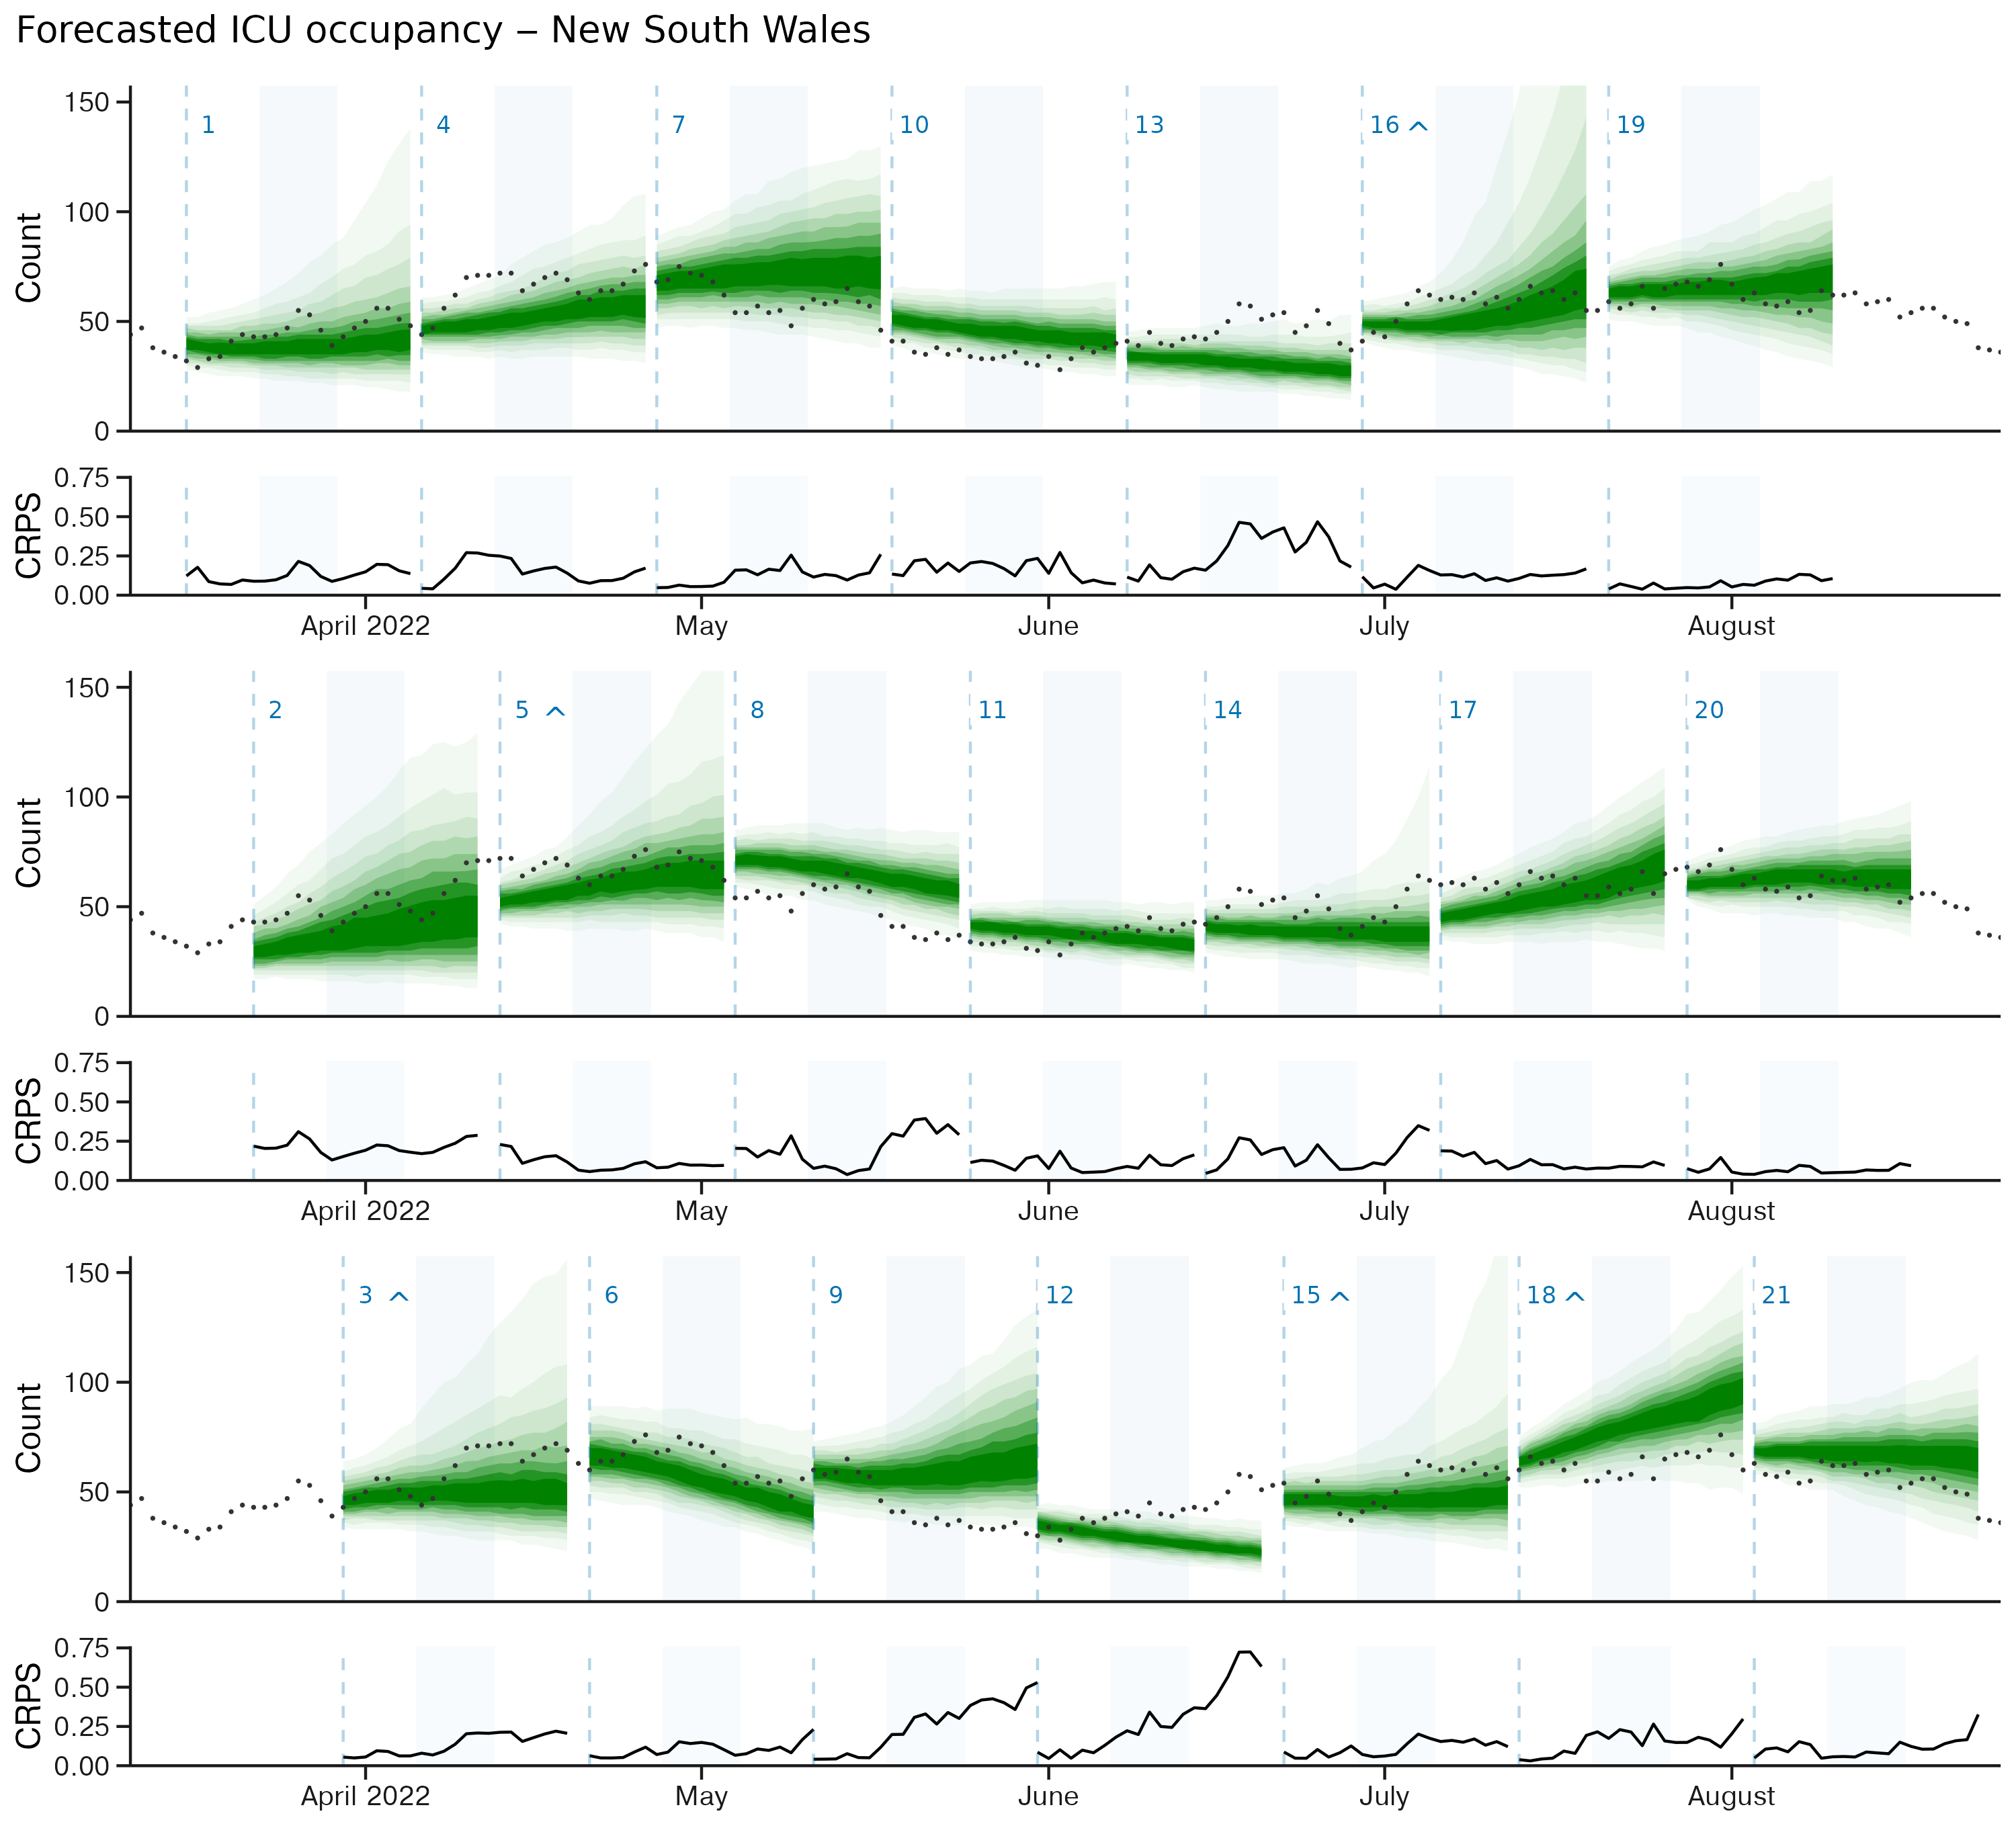 Forecasted ICU occupancy – New South Wales
150
100
50
0
Count
1
4
7
10
13
16 ^
19
0.75
0.50
0.25
0.00
CRPS
April 2022
May
June
July
August
150
100
50
0
Count
2
5 ^
8
11
14
17
20
0.75
0.50
0.25
0.00
CRPS
April 2022
May
June
July
August
150
100
50
0
Count
3 ^
6
9
12
15 ^
18 ^
21
0.75
0.50
0.25
0.00
CRPS
April 2022
May
June
July
August